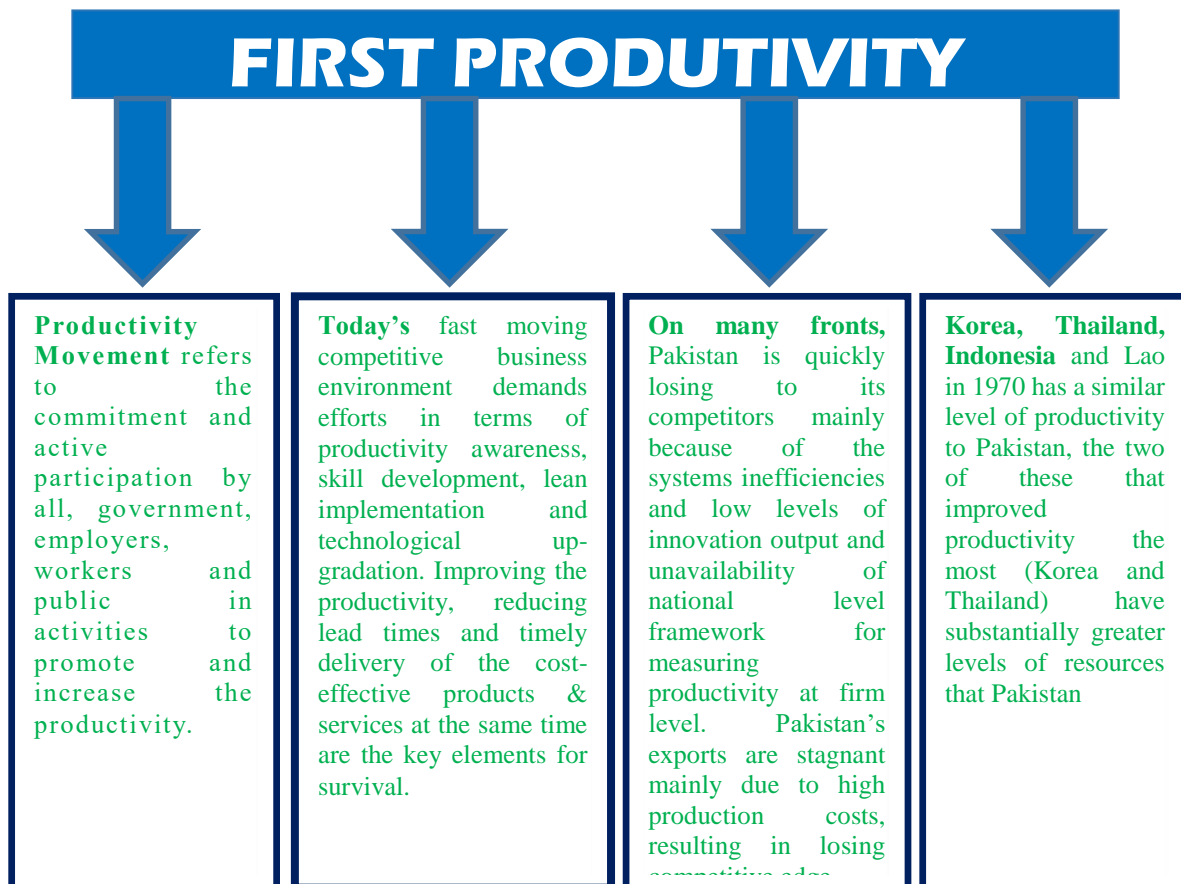 FIRST PRODUTIVITY
Productivity
Movement refers
to the
commitment and
active
participation by
all, government,
employers,
workers and
public in
activities to
promote and
increase the
productivity.
Today’s fast moving
competitive business
environment demands
efforts in terms of
productivity awareness,
skill development, lean
implementation and
technological up-
gradation. Improving the
productivity, reducing
lead times and timely
delivery of the cost-
effective products &
services at the same time
are the key elements for
survival.
On many fronts,
Pakistan is quickly
losing to its
competitors mainly
because of the
systems inefficiencies
and low levels of
innovation output and
unavailability of
national level
framework for
measuring
productivity at firm
level. Pakistan’s
exports are stagnant
mainly due to high
production costs,
resulting in losing
competitive edge
Korea, Thailand,
Indonesia and Lao
in 1970 has a similar
level of productivity
to Pakistan, the two
of these that
improved
productivity the
most (Korea and
Thailand) have
substantially greater
levels of resources
that Pakistan